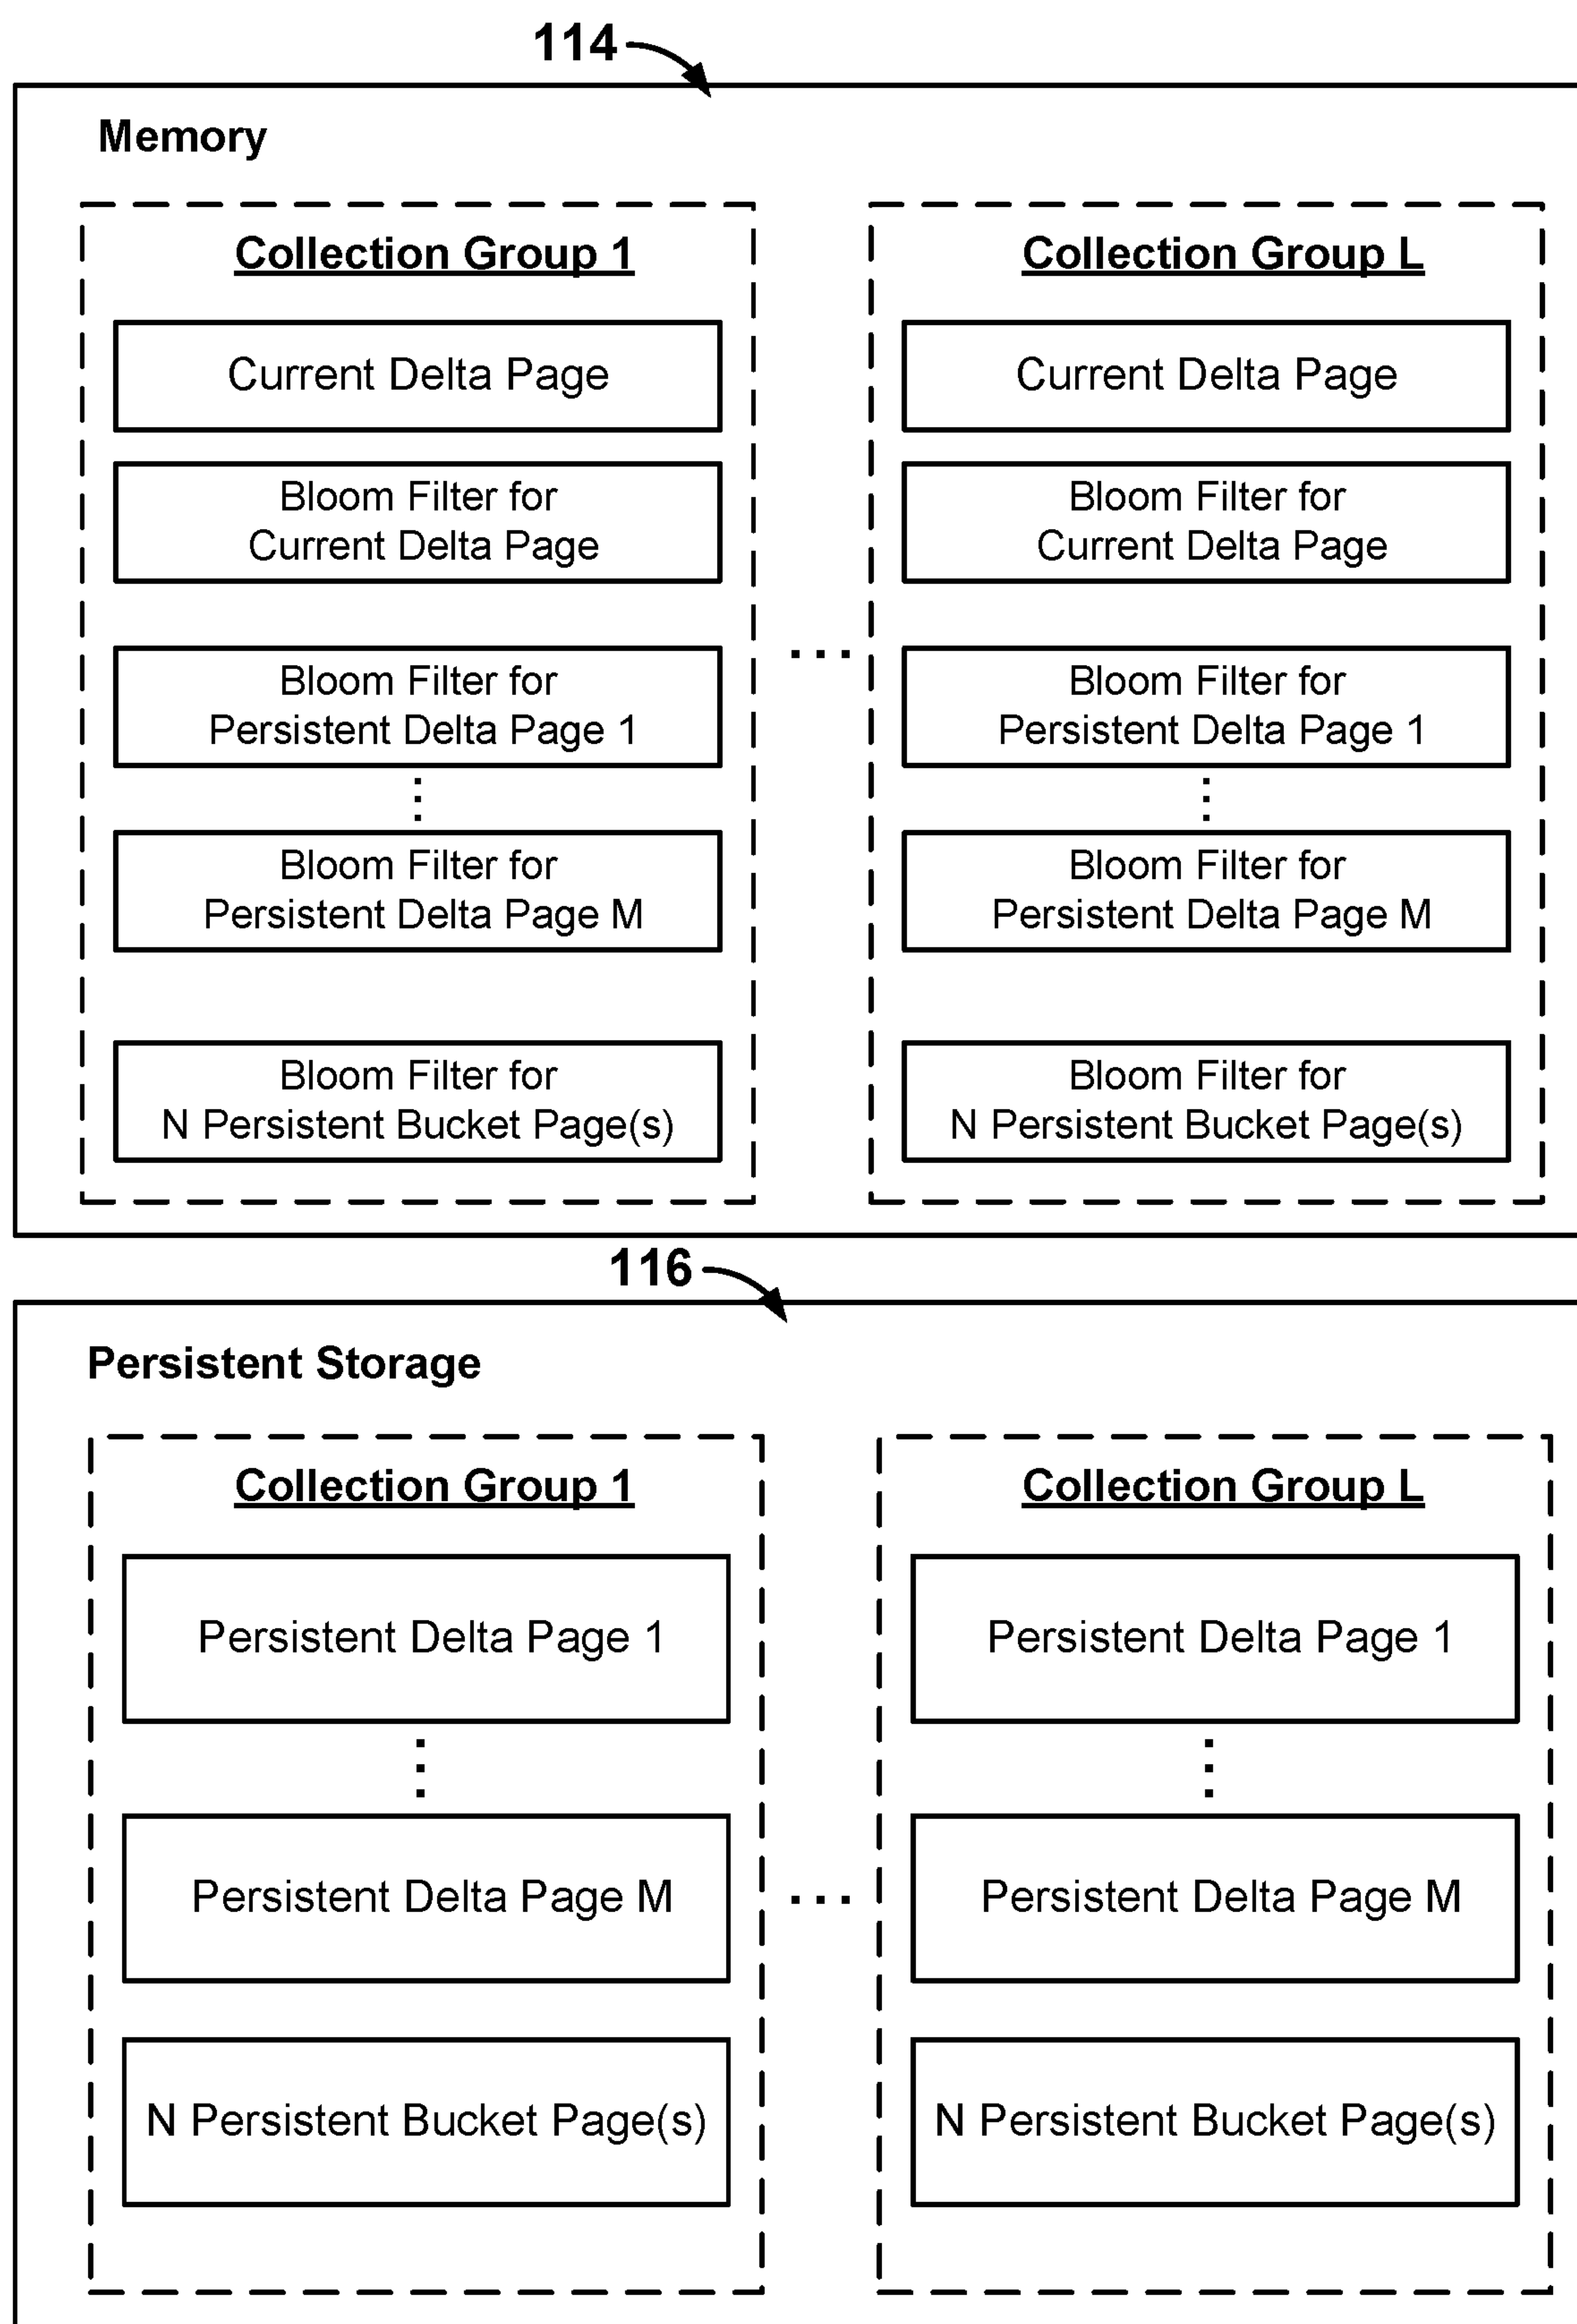 114
Memory
Collection Group 1
Current Delta Page
Bloom Filter for
Current Delta Page
Bloom Filter for
Persistent Delta Page 1
Bloom Filter for
Persistent Delta Page M
Bloom Filter for
N Persistent Bucket Page(s)
...
Collection Group L
Current Delta Page
Bloom Filter for
Current Delta Page
Bloom Filter for
Persistent Delta Page 1
Bloom Filter for
Persistent Delta Page M
Bloom Filter for
N Persistent Bucket Page(s)
116
Persistent Storage
Collection Group 1
Persistent Delta Page 1
Persistent Delta Page M
N Persistent Bucket Page(s)
...
Collection Group L
Persistent Delta Page 1
Persistent Delta Page M
N Persistent Bucket Page(s)